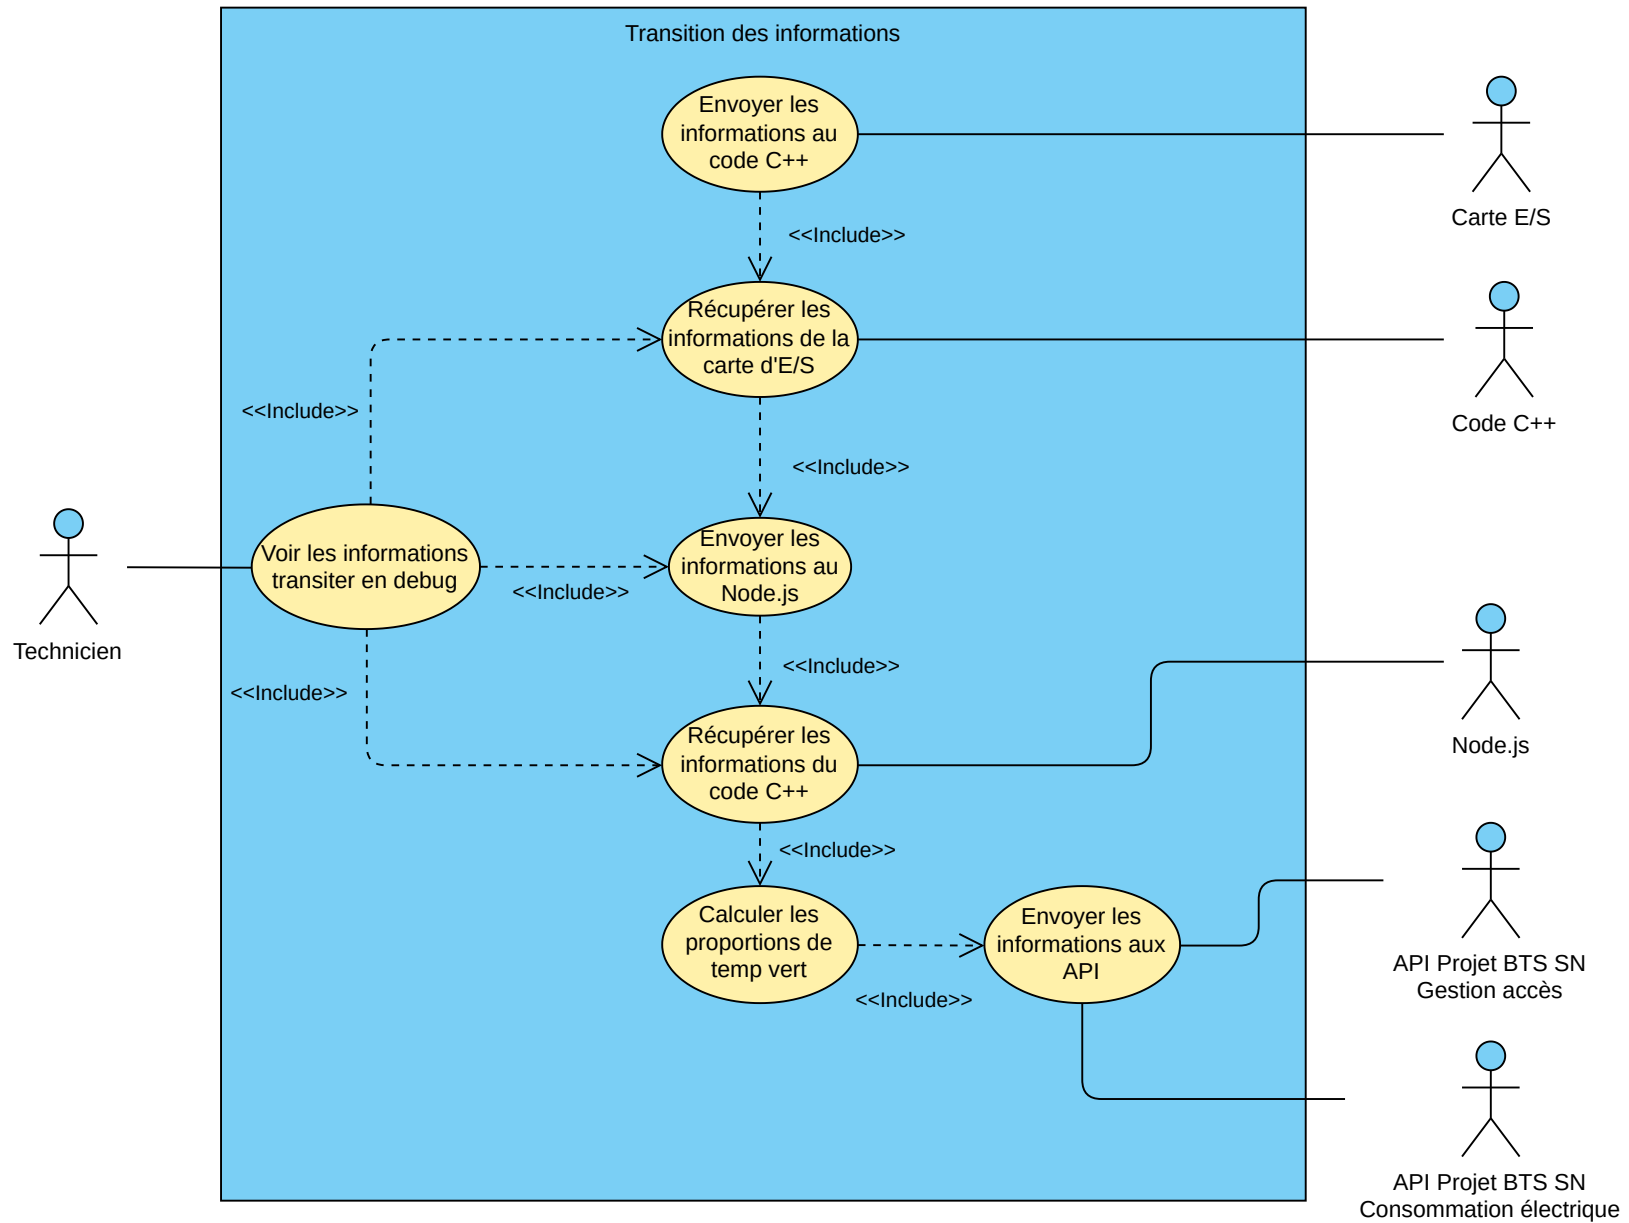 Transition des informations
Envoyer les
informations au
code C++
Carte E/S
<<Include>>
Récupérer les
informations de la
carte d'E/S
Code C++
<<Include>>
<<Include>>
Voir les informations
transiter en debug
Technicien
<<Include>>
Envoyer les
informations au
Node.js
<<Include>>
<<Include>>
Récupérer les
informations du
code C++
Node.js
<<Include>>
Calculer les
proportions de
temp vert
<<Include>>
Envoyer les
informations aux
API
API Projet BTS SN
Gestion accès
API Projet BTS SN
Consommation électrique